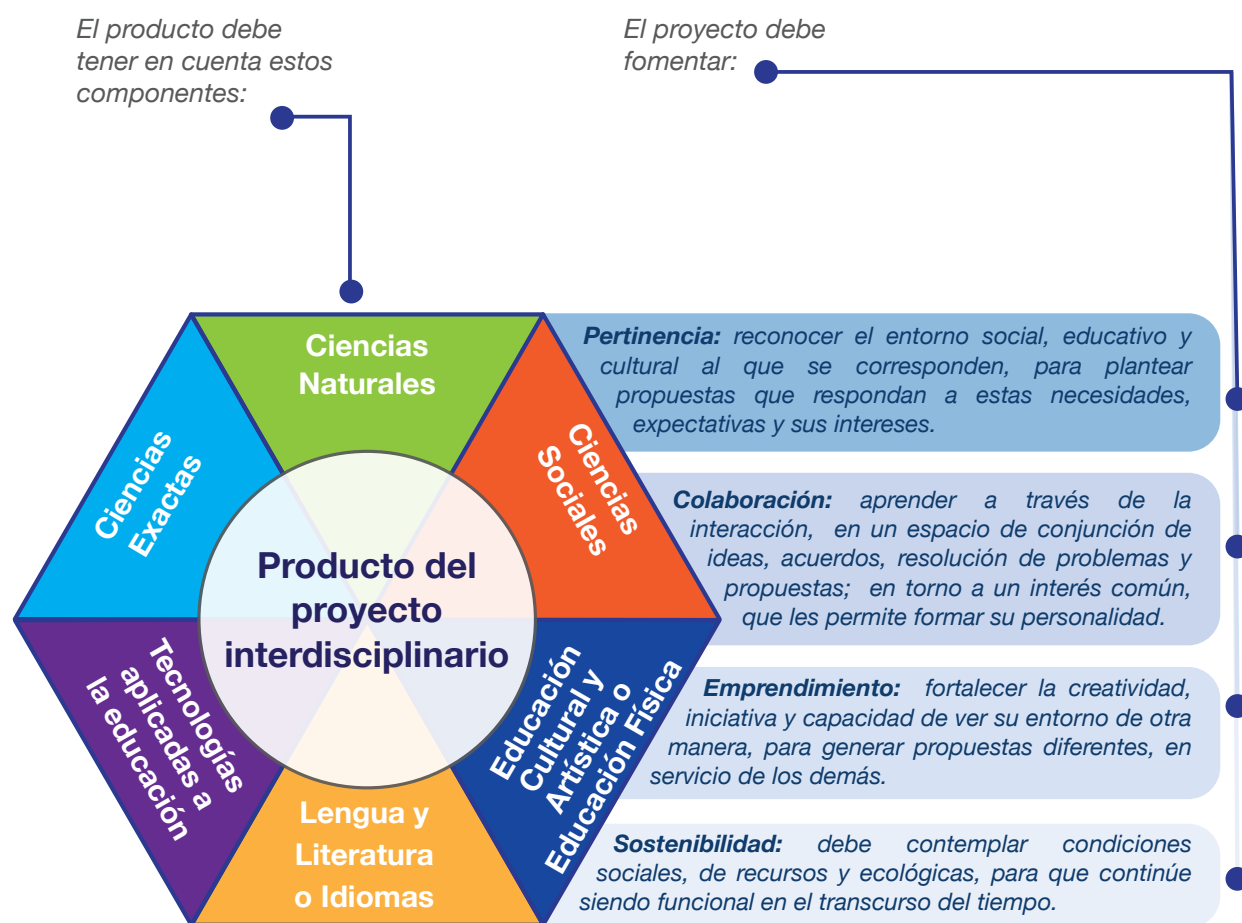 El producto debe
tener en cuenta estos
componentes:
El proyecto debe
fomentar:
Ciencias
Naturales
Ciencias
Sociales
Educación
Cultural y
Artística o
Educación Física
Lengua y
Literatura
o Idiomas
Tecnologías
aplicadas a
la educación
Ciencias
Exactas
Producto del
proyecto
interdisciplinario
Pertinencia: reconocer el entorno social, educativo y
cultural al que se corresponden, para plantear
propuestas que respondan a estas necesidades,
expectativas y sus intereses.
Colaboración: aprender a través de la
interacción, en un espacio de conjunción de
ideas, acuerdos, resolución de problemas y
propuestas; en torno a un interés común,
que les permite formar su personalidad.
Emprendimiento: fortalecer la creatividad,
iniciativa y capacidad de ver su entorno de otra
manera, para generar propuestas diferentes, en
servicio de los demás.
Sostenibilidad: debe contemplar condiciones
sociales, de recursos y ecológicas, para que continúe
siendo funcional en el transcurso del tiempo.